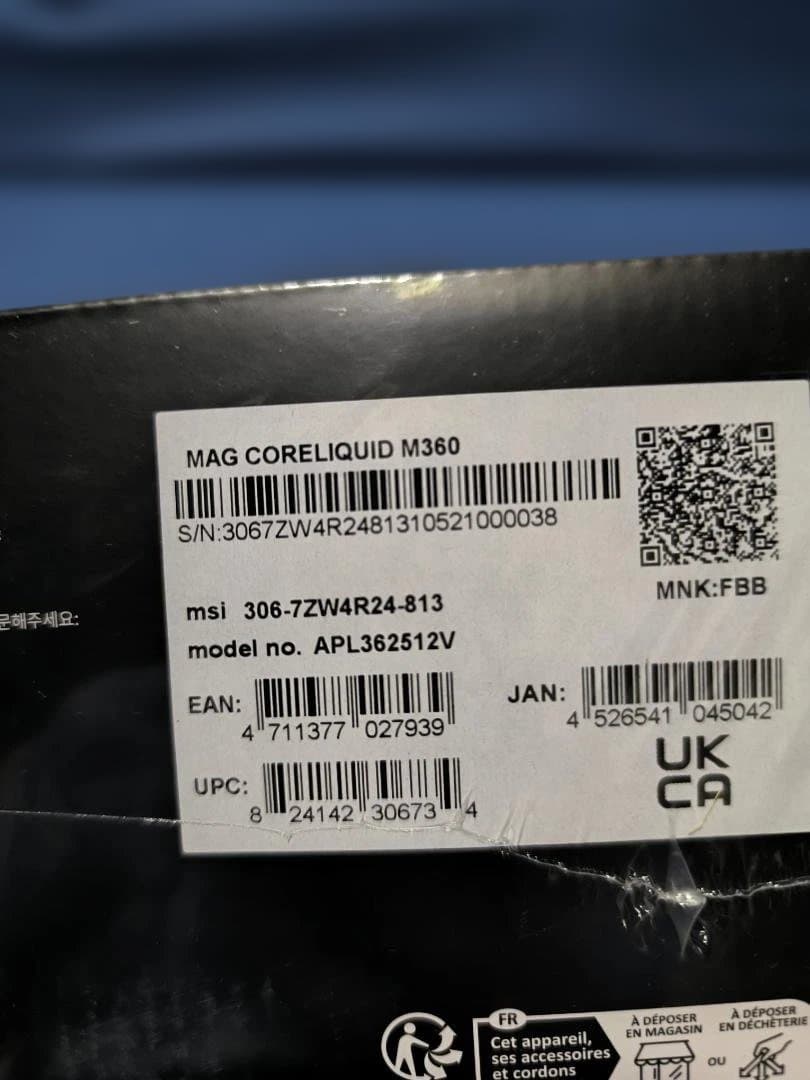 MAG CORELIQUID M360
S/N:3067ZW4R2481310521000038
MNK:FBB
문해주세요:
msi 306-7ZW4R24-813
model no. APL362512V
EAN:
4 711377 027939
JAN:
4 526541 045042
UPC:
8 24142 30673 4
UK
CA
FR
Cet appareil,
ses accessoires
et cordons
À DÉPOSER
EN MAGASIN
OU
À DÉPOSER
EN DÉCHÈTERIE